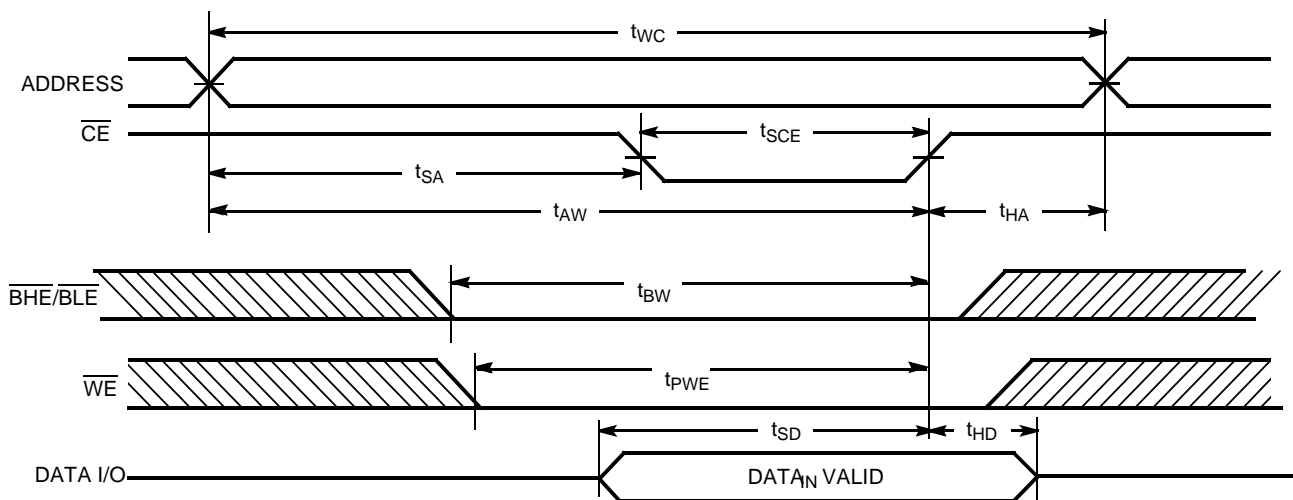 tWC
ADDRESS
CE
tSCE
tSA
tAW
tHA
BHE/BLE
tBW
WE
tPWE
tSD
tHD
DATA I/O
DATAIN VALID